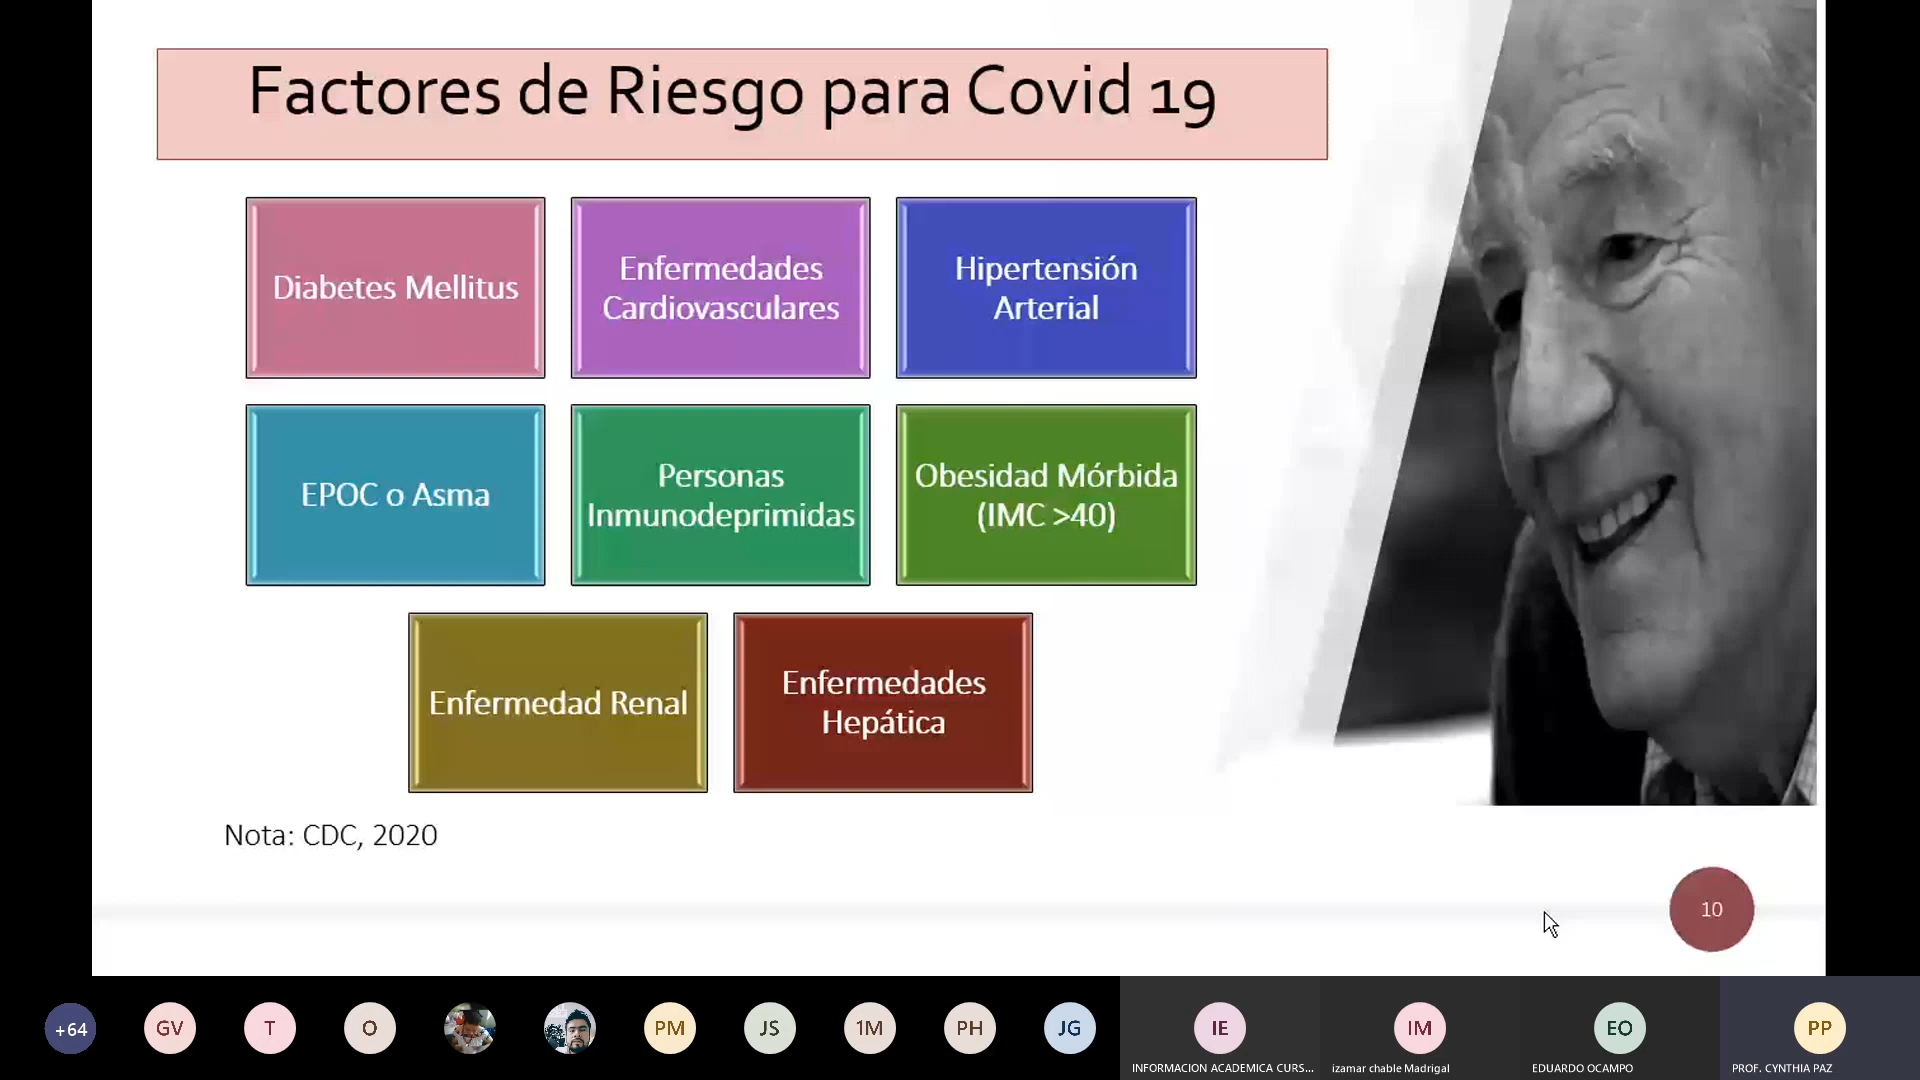 Factores de Riesgo para Covid 19
Diabetes Mellitus
Enfermedades
Cardiovasculares
Hipertensión
Arterial
EPOC o Asma
Personas
Inmunodeprimidas
Obesidad Mórbida
(IMC >40)
Enfermedad Renal
Enfermedades
Hepática
Nota: CDC, 2020
10
+64
GV
T
O
PM
JS
1M
PH
JG
IE
IM
EO
PP
INFORMACION ACADEMICA CURS...
izamar chable Madrigal
EDUARDO OCAMPO
PROF. CYNTHIA PAZ